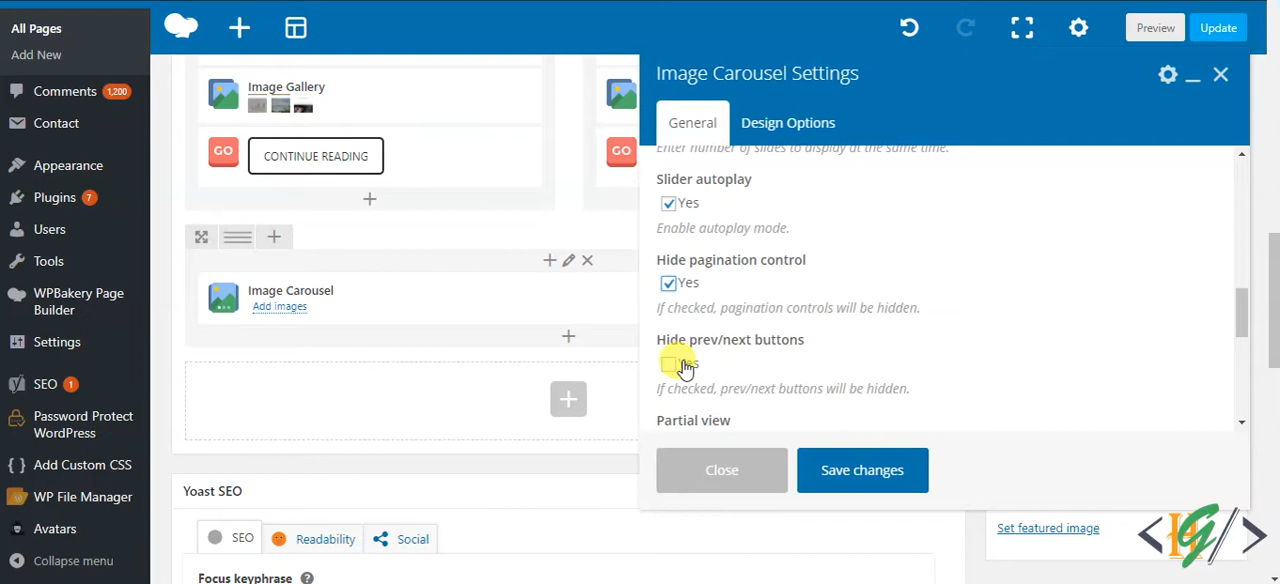 All Pages
Add New
Comments 1,200
Contact
Appearance
Plugins 7
Users
Tools
WPBakery Page
Builder
Settings
SEO 1
Password Protect
WordPress
{ } Add Custom CSS
WP File Manager
Avatars
Collapse menu
Preview
Update
Image Gallery
GO
CONTINUE READING
GO
Image Carousel
Add images
Yoast SEO
SEO
Readability
Social
Focus keyphrase
Image Carousel Settings
General
Design Options
Enter number of slides to display at the same time.
Slider autoplay
Yes
Enable autoplay mode.
Hide pagination control
Yes
If checked, pagination controls will be hidden.
Hide prev/next buttons
Yes
If checked, prev/next buttons will be hidden.
Partial view
Close
Save changes
Set featured image
<HG/>